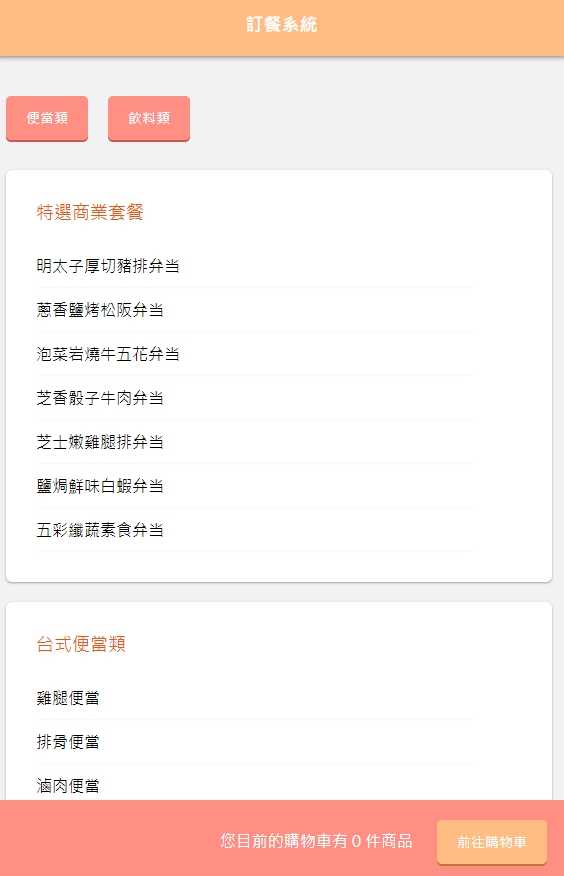 訂餐系統
便當類 飲料類
特選商業套餐
明太子厚切豬排弁当
蔥香鹽烤松阪弁当
泡菜岩燒牛五花弁当
芝香骰子牛肉弁当
芝士嫩雞腿排弁当
鹽焗鮮味白蝦弁当
五彩纖蔬素食弁当
台式便當類
雞腿便當
排骨便當
滷肉便當
您目前的購物車有 0 件商品 前往購物車